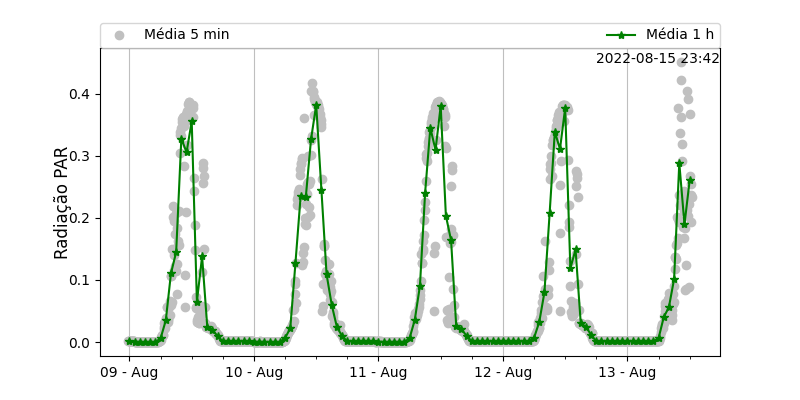 Média 5 min
Média 1 h
2022-08-15 23:42
Radiação PAR
0.4
0.3
0.2
0.1
0.0
09 - Aug
10 - Aug
11 - Aug
12 - Aug
13 - Aug